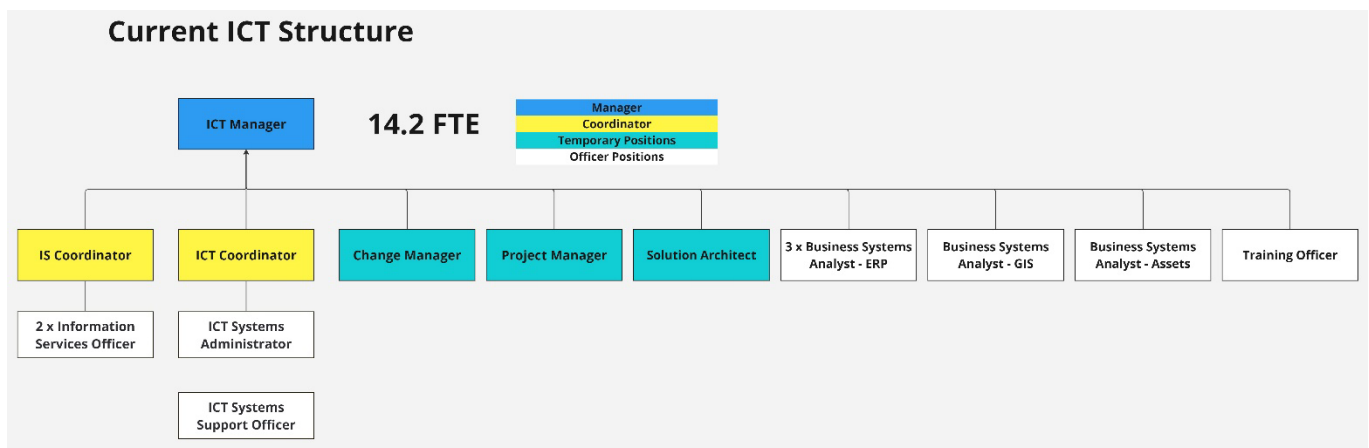 Current ICT Structure
ICT Manager
14.2 FTE
Manager
Coordinator
Temporary Positions
Officer Positions
IS Coordinator
ICT Coordinator
Change Manager
Project Manager
Solution Architect
3 x Business Systems
Analyst - ERP
Business Systems
Analyst - GIS
Business Systems
Analyst - Assets
Training Officer
2 x Information
Services Officer
ICT Systems
Administrator
ICT Systems
Support Officer